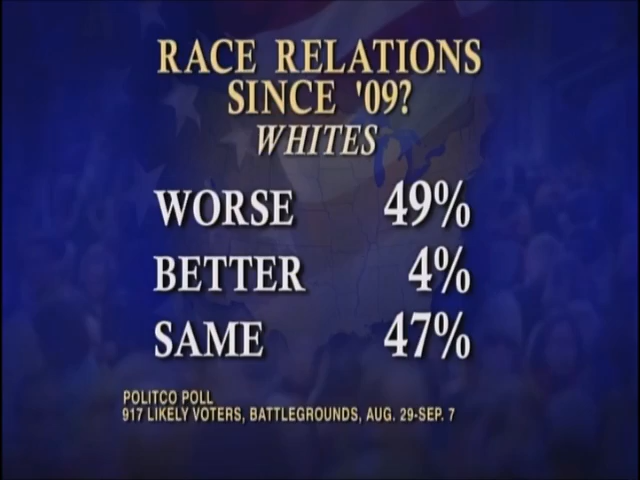 RACE RELATIONS
SINCE '09?
WHITES
WORSE 49%
BETTER 4%
SAME 47%
POLITCO POLL
917 LIKELY VOTERS, BATTLEGROUNDS, AUG. 29-SEP. 7